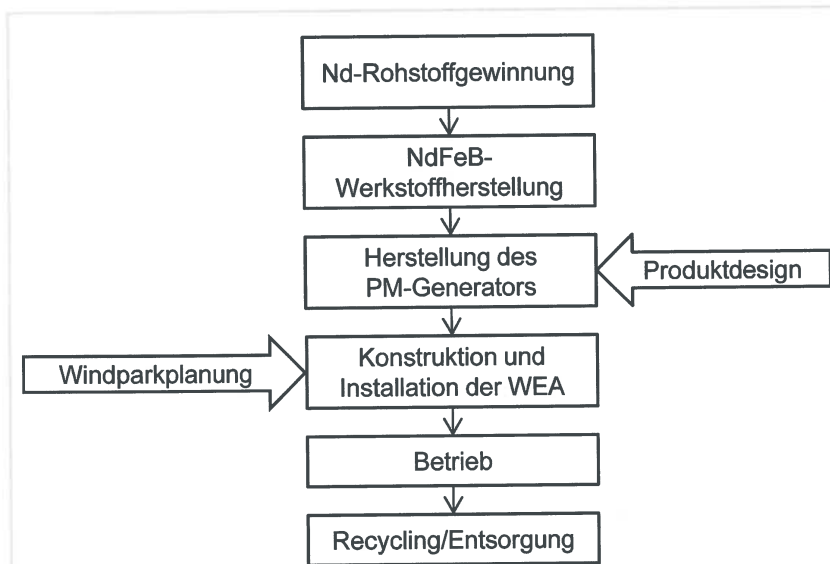 Nd-Rohstoffgewinnung
NdFeB-
Werkstoffherstellung
Herstellung des
PM-Generators
Produktdesign
Windparkplanung
Konstruktion und
Installation der WEA
Betrieb
Recycling/Entsorgung